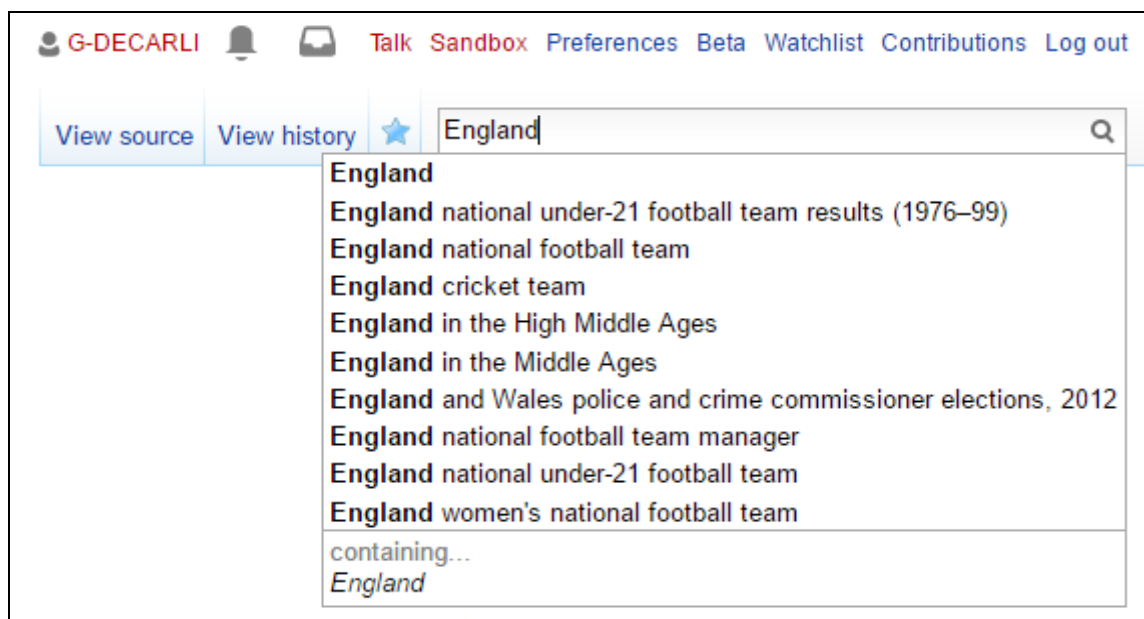 G-DECARLI Talk Sandbox Preferences Beta Watchlist Contributions Log out
View source View history England
England
England national under-21 football team results (1976–99)
England national football team
England cricket team
England in the High Middle Ages
England in the Middle Ages
England and Wales police and crime commissioner elections, 2012
England national football team manager
England national under-21 football team
England women's national football team
containing...
England